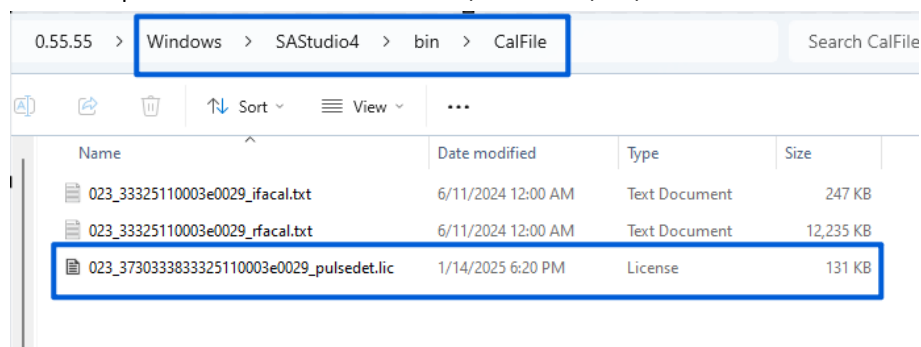 0.55.55 > Windows > SAStudio4 > bin > CalFile Search CalFile
Sort View ...
Name Date modified Type Size
023_33325110003e0029_ifacal.txt 6/11/2024 12:00 AM Text Document 247 KB
023_33325110003e0029_rfacal.txt 6/11/2024 12:00 AM Text Document 12,235 KB
023_3730333833325110003e0029_pulsedet.lic 1/14/2025 6:20 PM License 131 KB